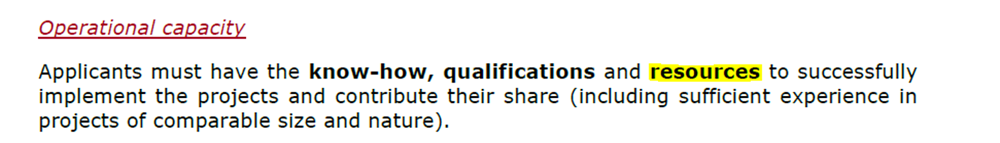 Operational capacity
Applicants must have the know-how, qualifications and resources to successfully
implement the projects and contribute their share (including sufficient experience in
projects of comparable size and nature).